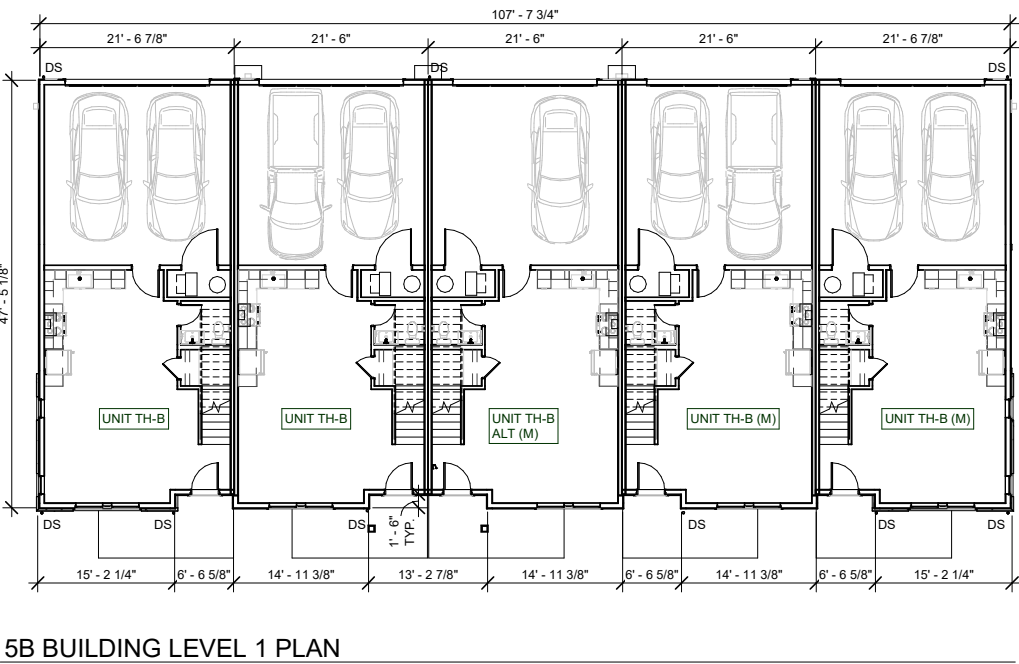 107' - 7 3/4"
21' - 6 7/8"
21' - 6"
21' - 6"
21' - 6"
21' - 6 7/8"
DS
DS
DS
47' - 5 1/8"
UNIT TH-B
UNIT TH-B
UNIT TH-B
ALT (M)
UNIT TH-B (M)
UNIT TH-B (M)
DS
DS
DS
DS
DS
DS
1' - 6"
TYP.
15' - 2 1/4"
6' - 6 5/8"
14' - 11 3/8"
13' - 2 7/8"
14' - 11 3/8"
6' - 6 5/8"
14' - 11 3/8"
6' - 6 5/8"
15' - 2 1/4"
5B BUILDING LEVEL 1 PLAN